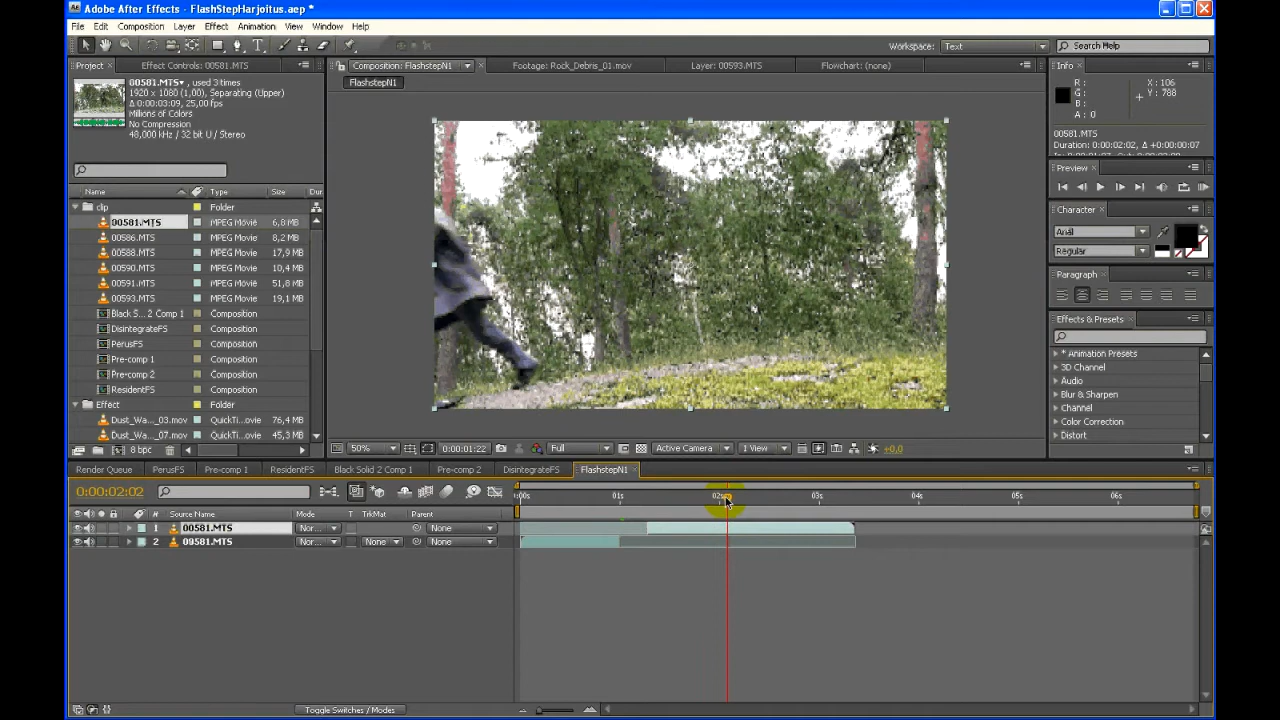 Adobe After Effects - FlashStepHarjoitus.aep *
File Edit Composition Layer Effect Animation View Window Help
Workspace: Text Search Help
Project Effect Controls: 00581.MTS Composition: FlashstepN1 Footage: Rock_Debris_01.mov Layer: 00593.MTS Flowchart: (none) Info
FlashstepN1
00581.MTS , used 3 times
1920 x 1080 (1,00), Separating (Upper)
Δ 0:00:03:09, 25,00 fps
Millions of Colors
No Compression
48,000 kHz / 32 bit U / Stereo
R : X : 106
G : Y : 788
B :
A : 0
00581.MTS
Duration: 0:00:02:02, Δ +0:00:00:07
Preview
Character
Arial
Regular
Paragraph
Effects & Presets
* Animation Presets
3D Channel
Audio
Blur & Sharpen
Channel
Color Correction
Distort
Name Type Size Dur
clip Folder
00581.MTS MPEG Movie 6,8 MB
00586.MTS MPEG Movie 8,2 MB
00588.MTS MPEG Movie 17,9 MB
00590.MTS MPEG Movie 10,4 MB
00591.MTS MPEG Movie 51,8 MB
00593.MTS MPEG Movie 19,1 MB
Black S... 2 Comp 1 Composition
DisintegrateFS Composition
PerusFS Composition
Pre-comp 1 Composition
Pre-comp 2 Composition
ResidentFS Composition
Effect Folder
Dust_Wa..._03.mov QuickTi...ovie 76,4 MB
Dust_Wa..._07.mov QuickTi...ovie 45,3 MB
8 bpc
50% 0:00:01:22 Full Active Camera 1 View +0,0
Render Queue PerusFS Pre-comp 1 ResidentFS Black Solid 2 Comp 1 Pre-comp 2 DisintegrateFS FlashstepN1
0:00:02:02
:00s 01s 02s 03s 04s 05s 06s
# Source Name Mode T TrkMat Parent
1 00581.MTS Nor... None
2 00581.MTS Nor... None None
Toggle Switches / Modes